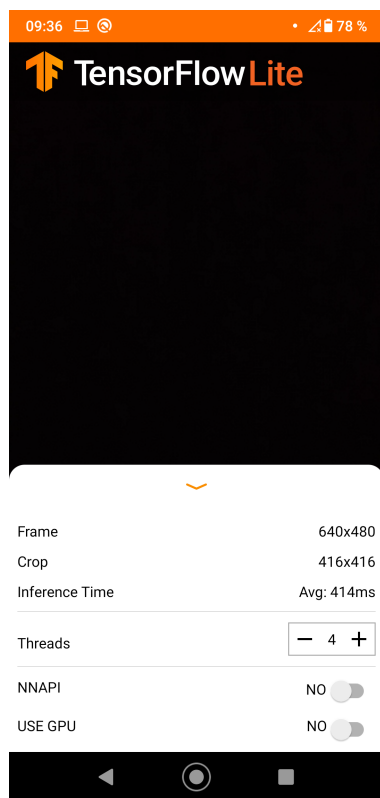 09:36 78 %
TensorFlow Lite
Frame 640x480
Crop 416x416
Inference Time Avg: 414ms
Threads 4
NNAPI NO
USE GPU NO